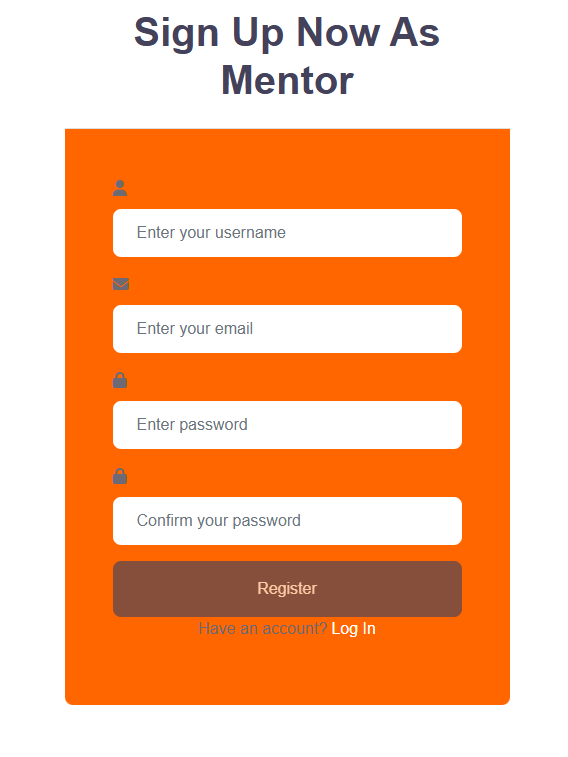 Sign Up Now As
Mentor
Enter your username
Enter your email
Enter password
Confirm your password
Register
Have an account? Log In